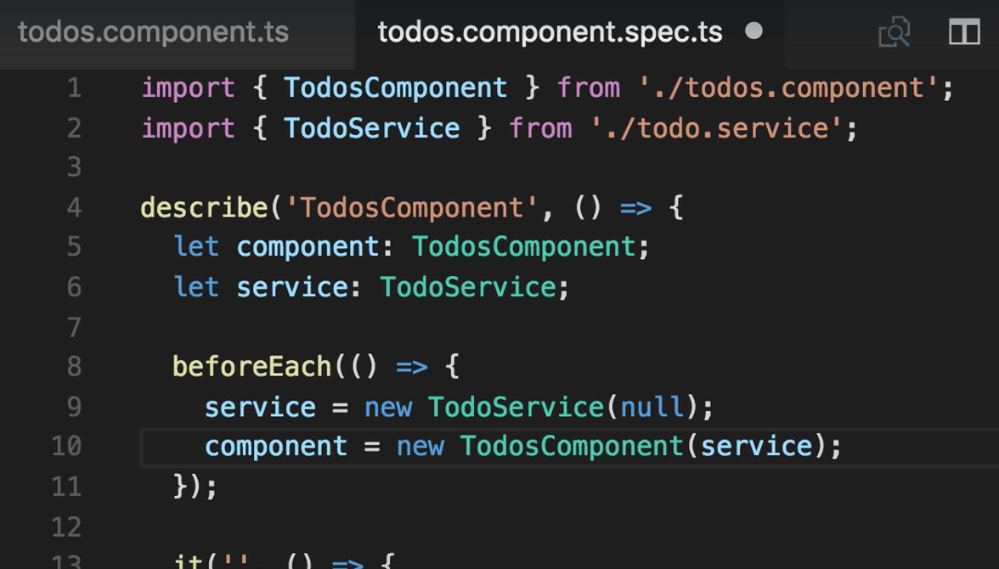 todos.component.ts todos.component.spec.ts
1 import { TodosComponent } from './todos.component';
2 import { TodoService } from './todo.service';
3
4 describe('TodosComponent', () => {
5 let component: TodosComponent;
6 let service: TodoService;
7
8 beforeEach(() => {
9 service = new TodoService(null);
10 component = new TodosComponent(service);
11 });
12
13 it('', () => {